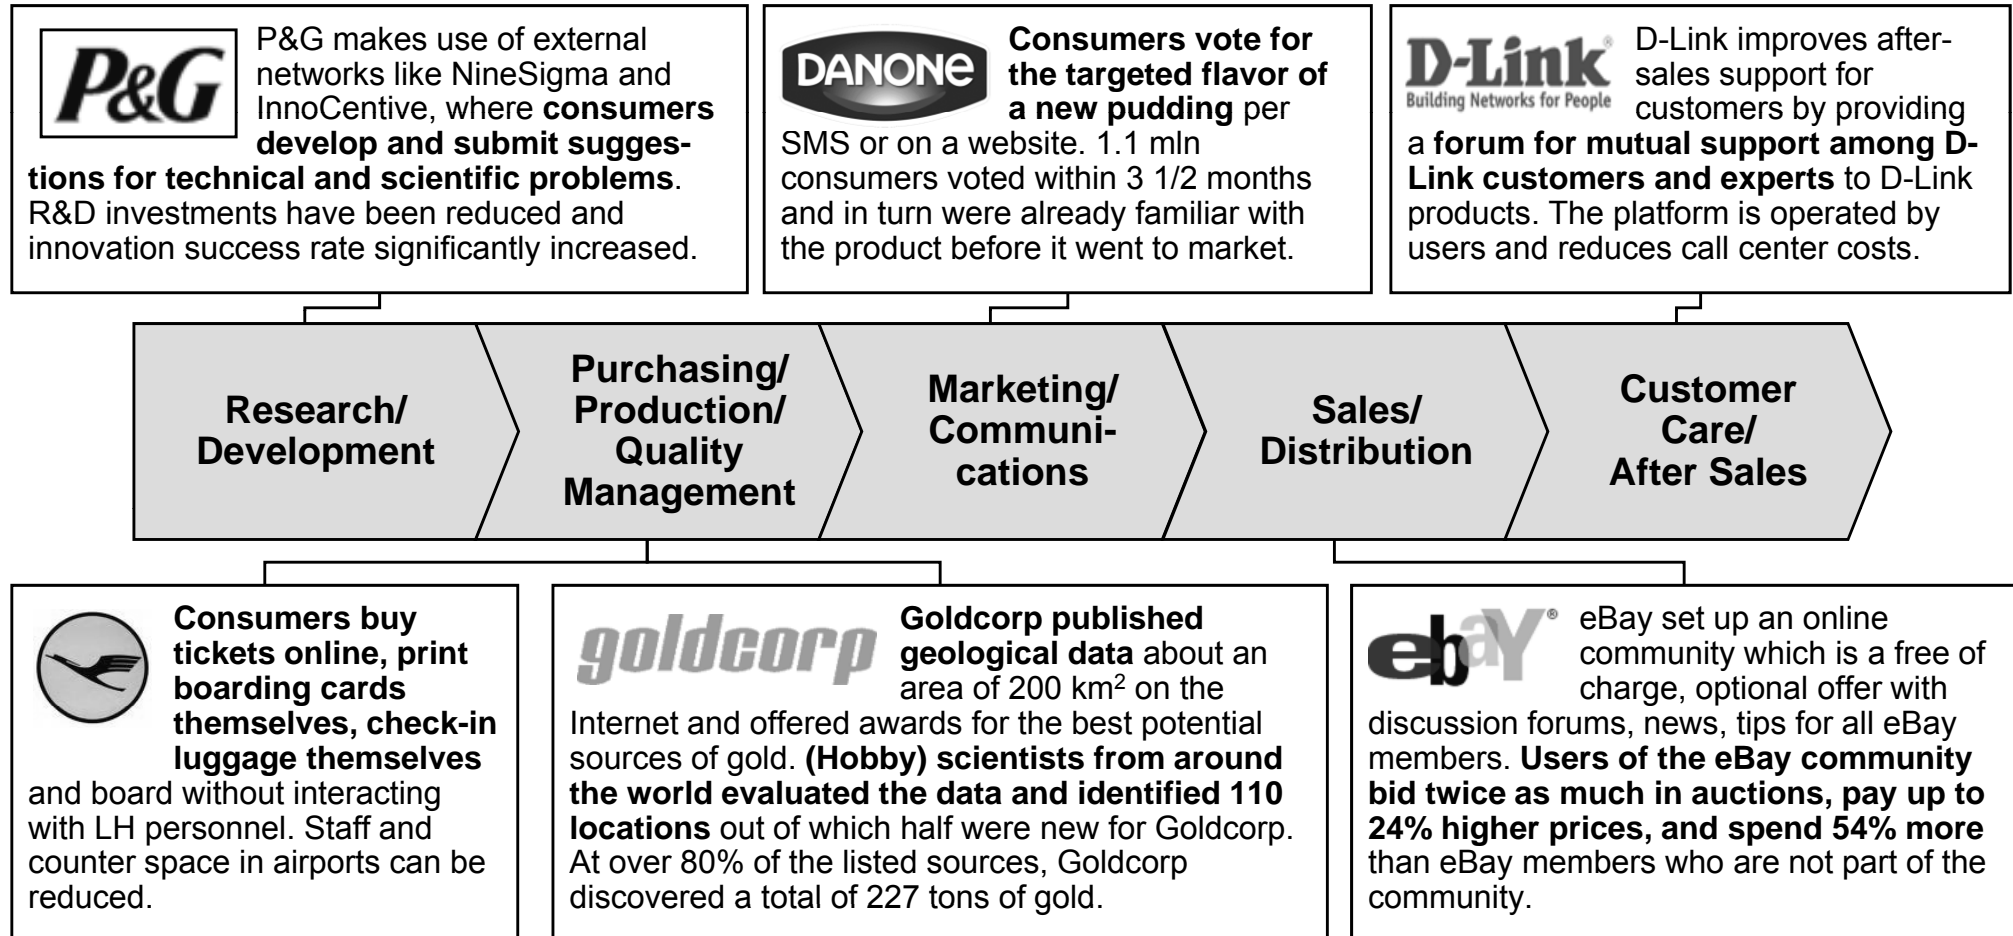 P&G
P&G makes use of external
networks like NineSigma and
InnoCentive, where consumers
develop and submit sugges-
tions for technical and scientific problems.
R&D investments have been reduced and
innovation success rate significantly increased.
DANONE
Consumers vote for
the targeted flavor of
a new pudding per
SMS or on a website. 1.1 mln
consumers voted within 3 1/2 months
and in turn were already familiar with
the product before it went to market.
D-Link®
Building Networks for People
D-Link improves after-
sales support for
customers by providing
a forum for mutual support among D-
Link customers and experts to D-Link
products. The platform is operated by
users and reduces call center costs.
Research/
Development
Purchasing/
Production/
Quality
Management
Marketing/
Communi-
cations
Sales/
Distribution
Customer
Care/
After Sales
Consumers buy
tickets online, print
boarding cards
themselves, check-in
luggage themselves
and board without interacting
with LH personnel. Staff and
counter space in airports can be
reduced.
goldcorp
Goldcorp published
geological data about an
area of 200 km² on the
Internet and offered awards for the best potential
sources of gold. (Hobby) scientists from around
the world evaluated the data and identified 110
locations out of which half were new for Goldcorp.
At over 80% of the listed sources, Goldcorp
discovered a total of 227 tons of gold.
ebaY®
eBay set up an online
community which is a free of
charge, optional offer with
discussion forums, news, tips for all eBay
members. Users of the eBay community
bid twice as much in auctions, pay up to
24% higher prices, and spend 54% more
than eBay members who are not part of the
community.